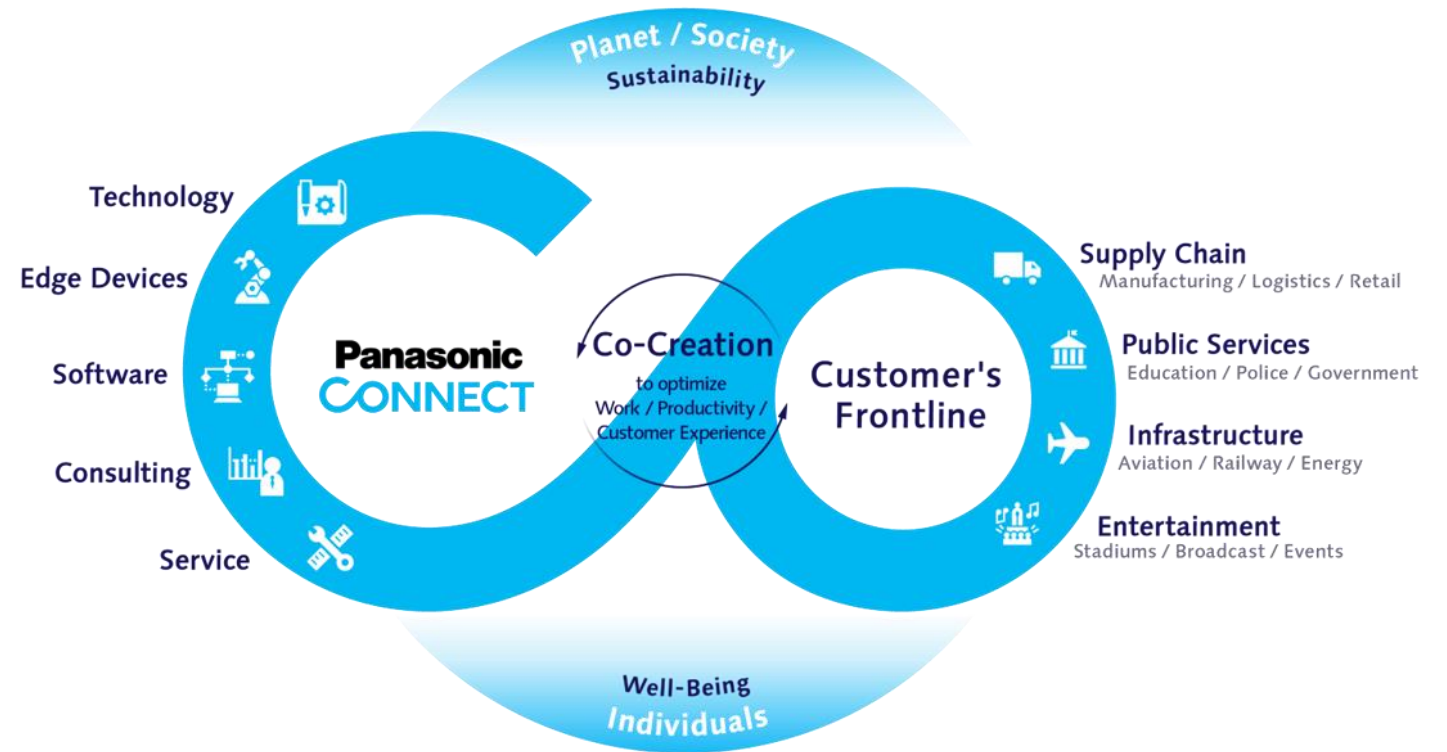 Planet / Society
Sustainability
Technology
Edge Devices
Software
Consulting
Service
Panasonic
CONNECT
Co-Creation
to optimize
Work / Productivity /
Customer Experience
Customer's
Frontline
Supply Chain
Manufacturing / Logistics / Retail
Public Services
Education / Police / Government
Infrastructure
Aviation / Railway / Energy
Entertainment
Stadiums / Broadcast / Events
Well-Being
Individuals